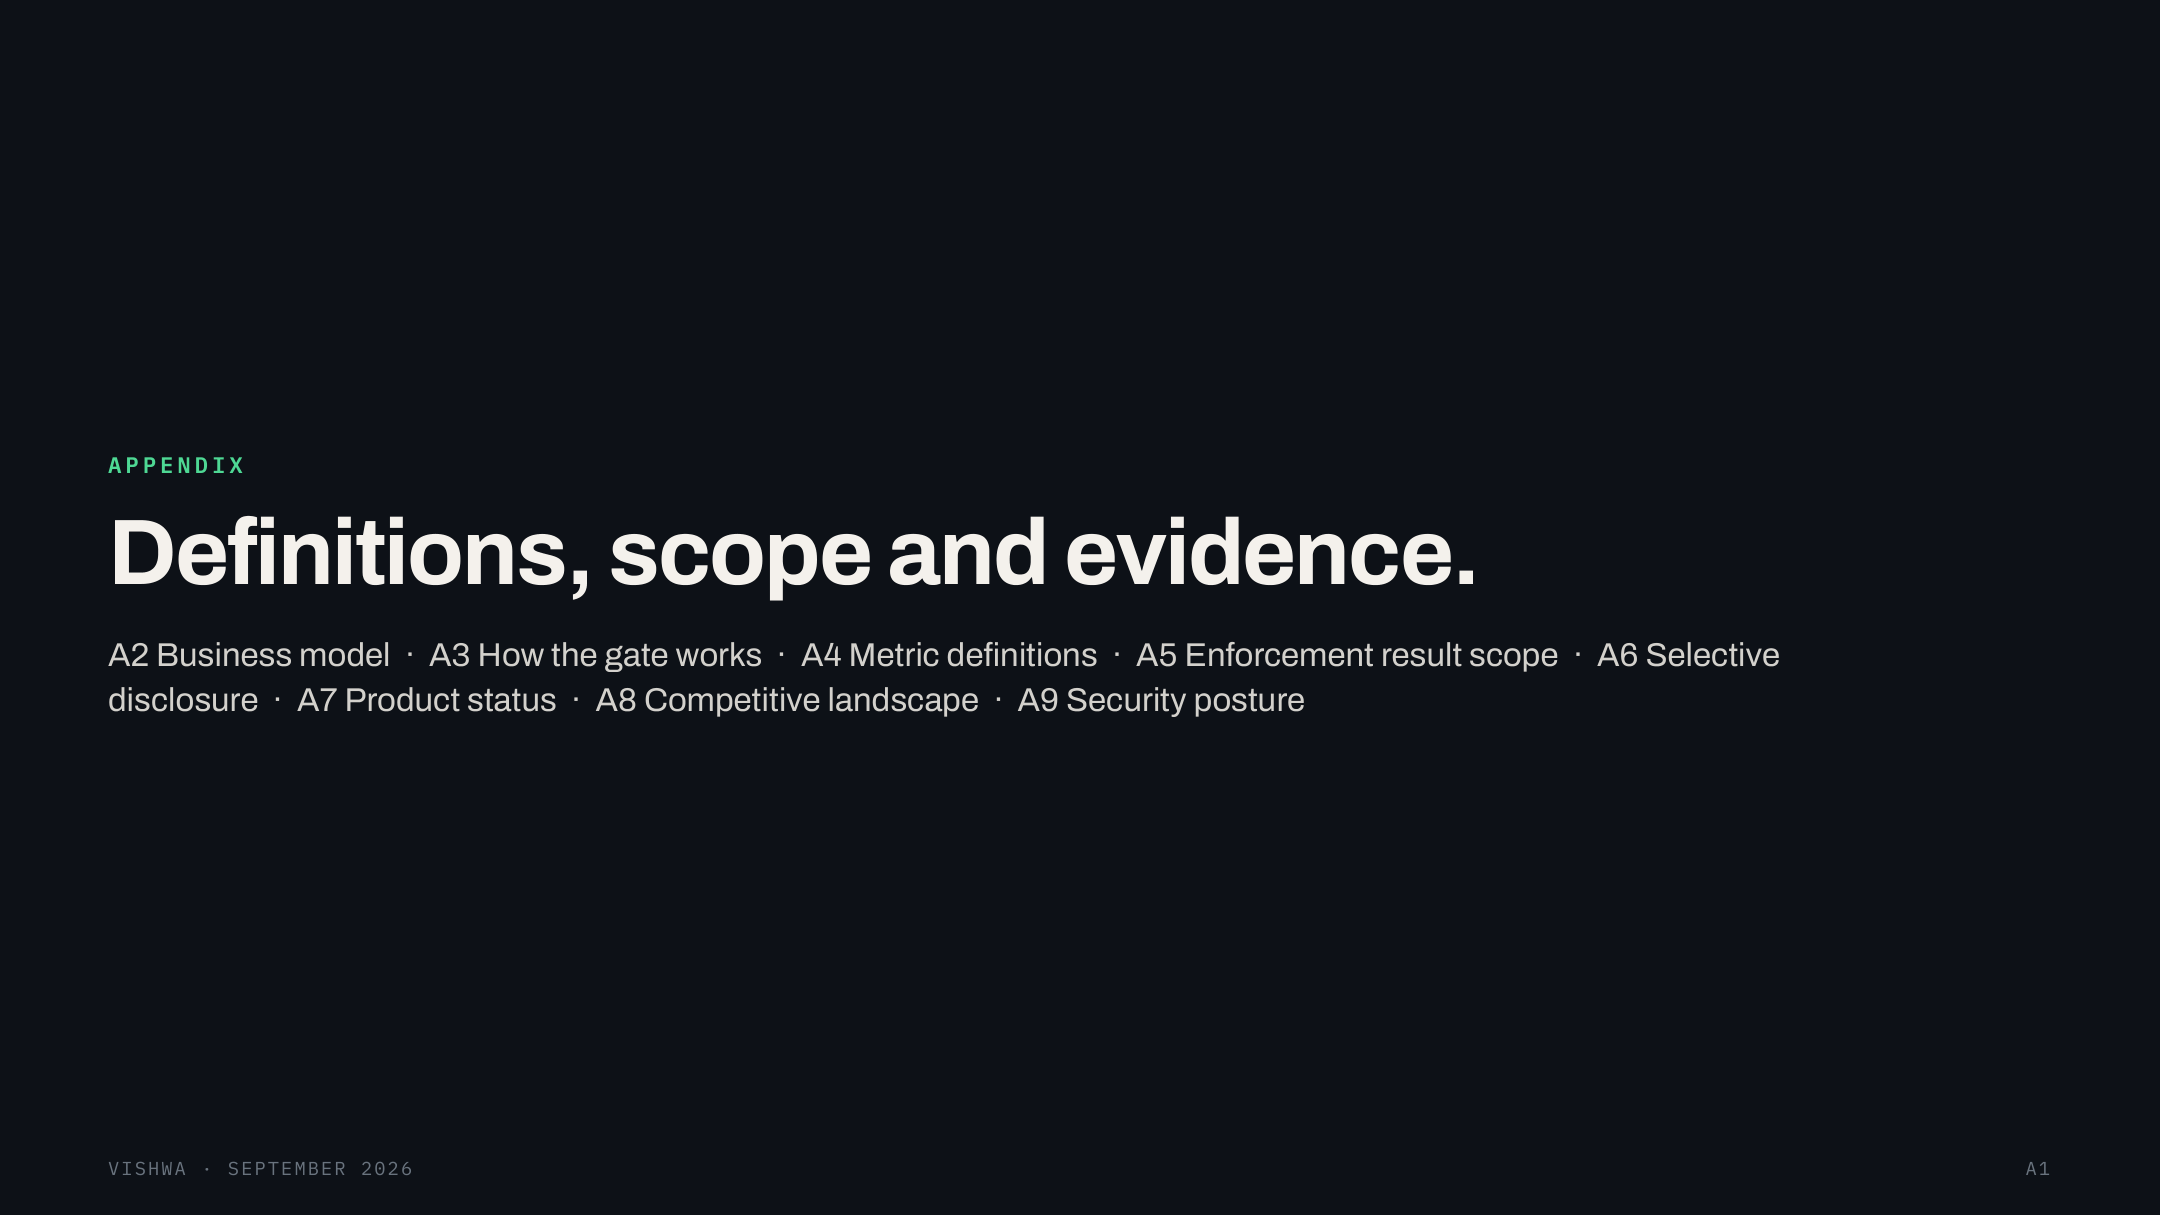 APPENDIX
Definitions, scope and evidence.
A2 Business model · A3 How the gate works · A4 Metric definitions · A5 Enforcement result scope · A6 Selective
disclosure · A7 Product status · A8 Competitive landscape · A9 Security posture
VISHWA · SEPTEMBER 2026
A1